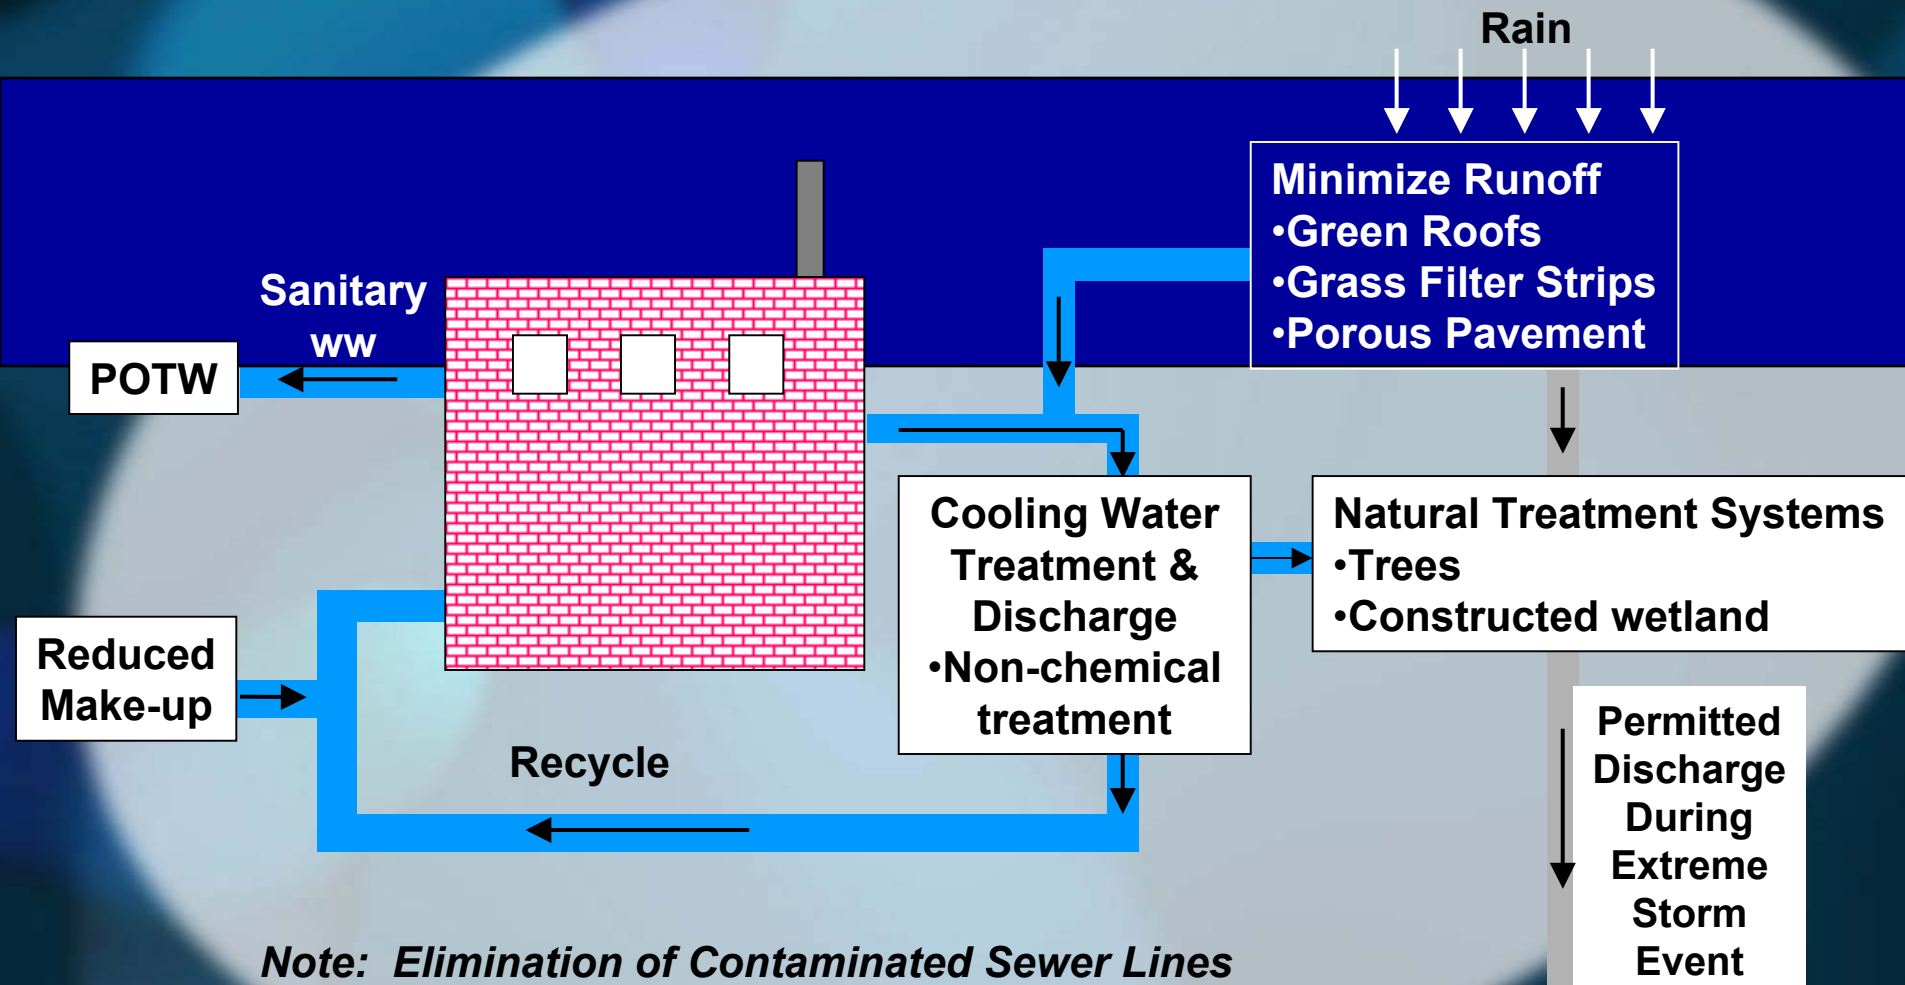 Rain
Minimize Runoff
•Green Roofs
•Grass Filter Strips
•Porous Pavement
Sanitary
ww
POTW
Cooling Water
Treatment &
Discharge
•Non-chemical
treatment
Natural Treatment Systems
•Trees
•Constructed wetland
Reduced
Make-up
Recycle
Permitted
Discharge
During
Extreme
Storm
Event
Note:  Elimination of Contaminated Sewer Lines